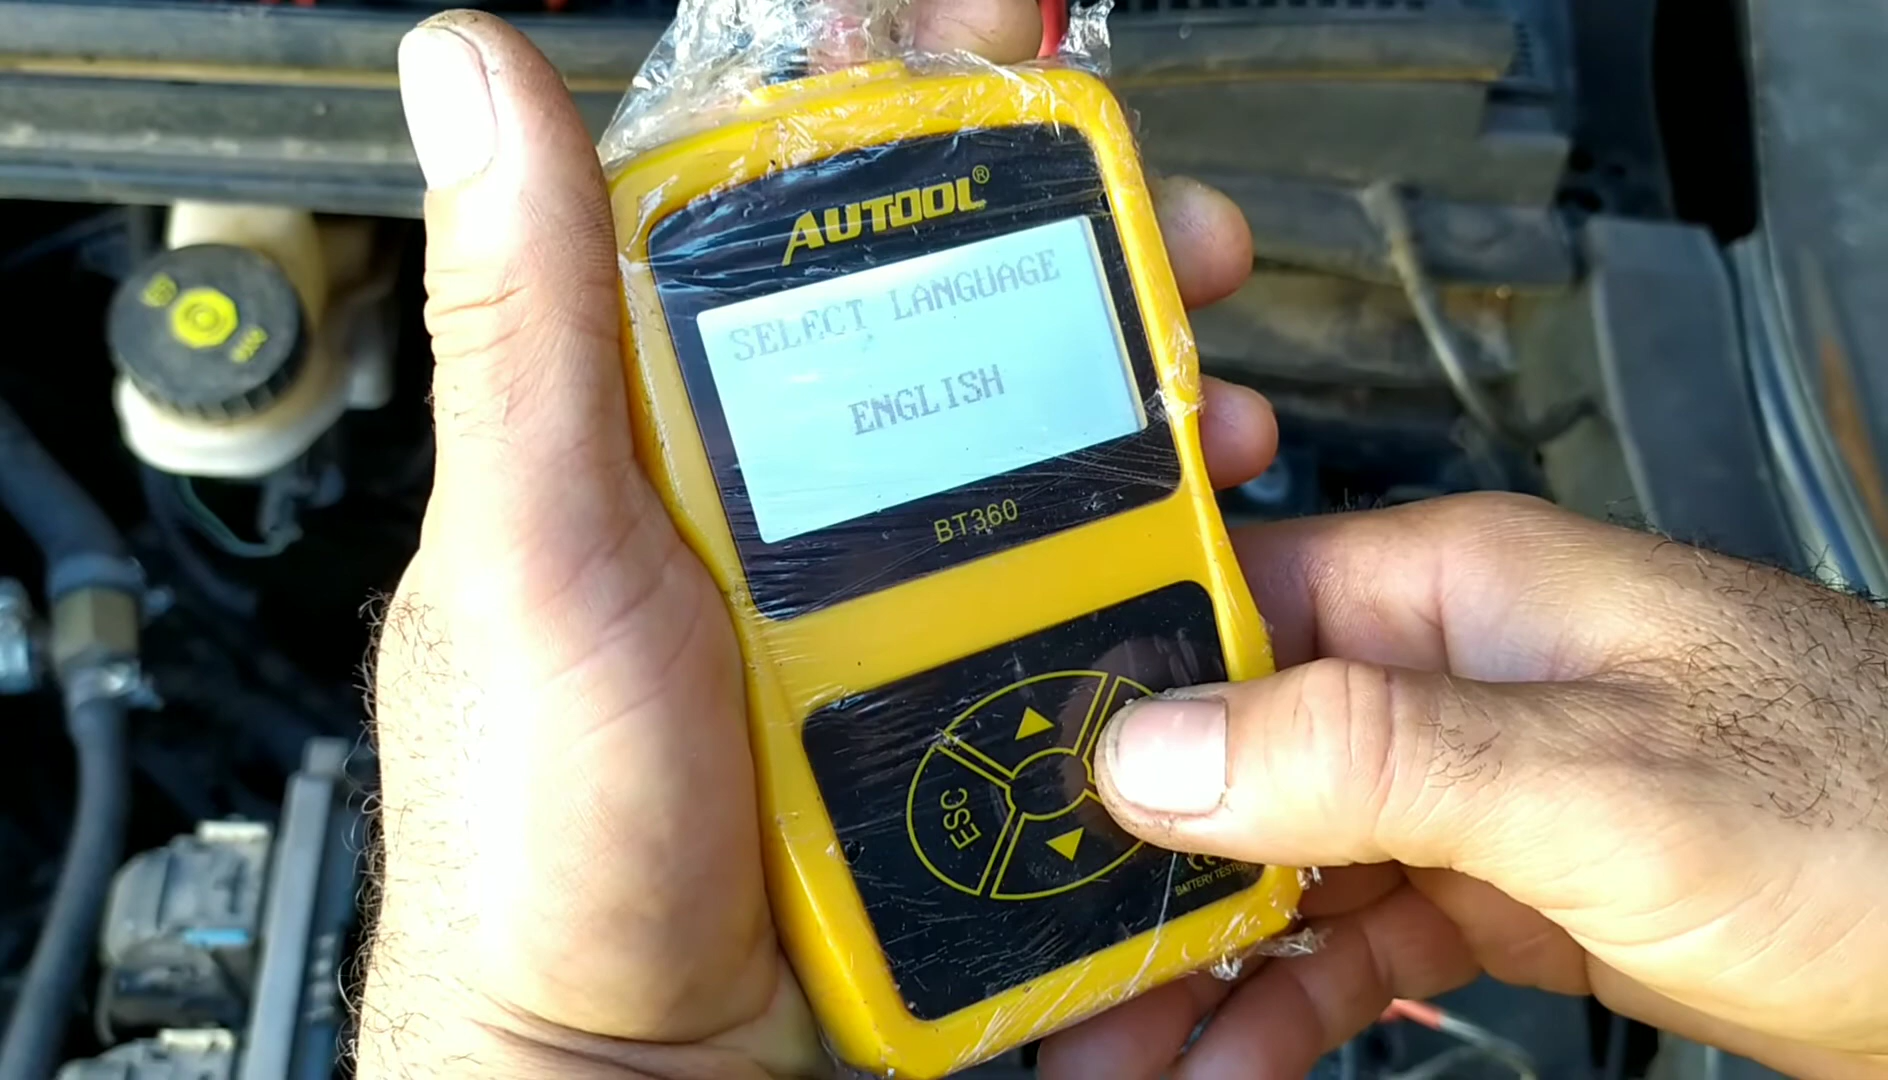 AUTOOL®
SELECT LANGUAGE
ENGLISH
BT360
ESC
BATTERY TESTER